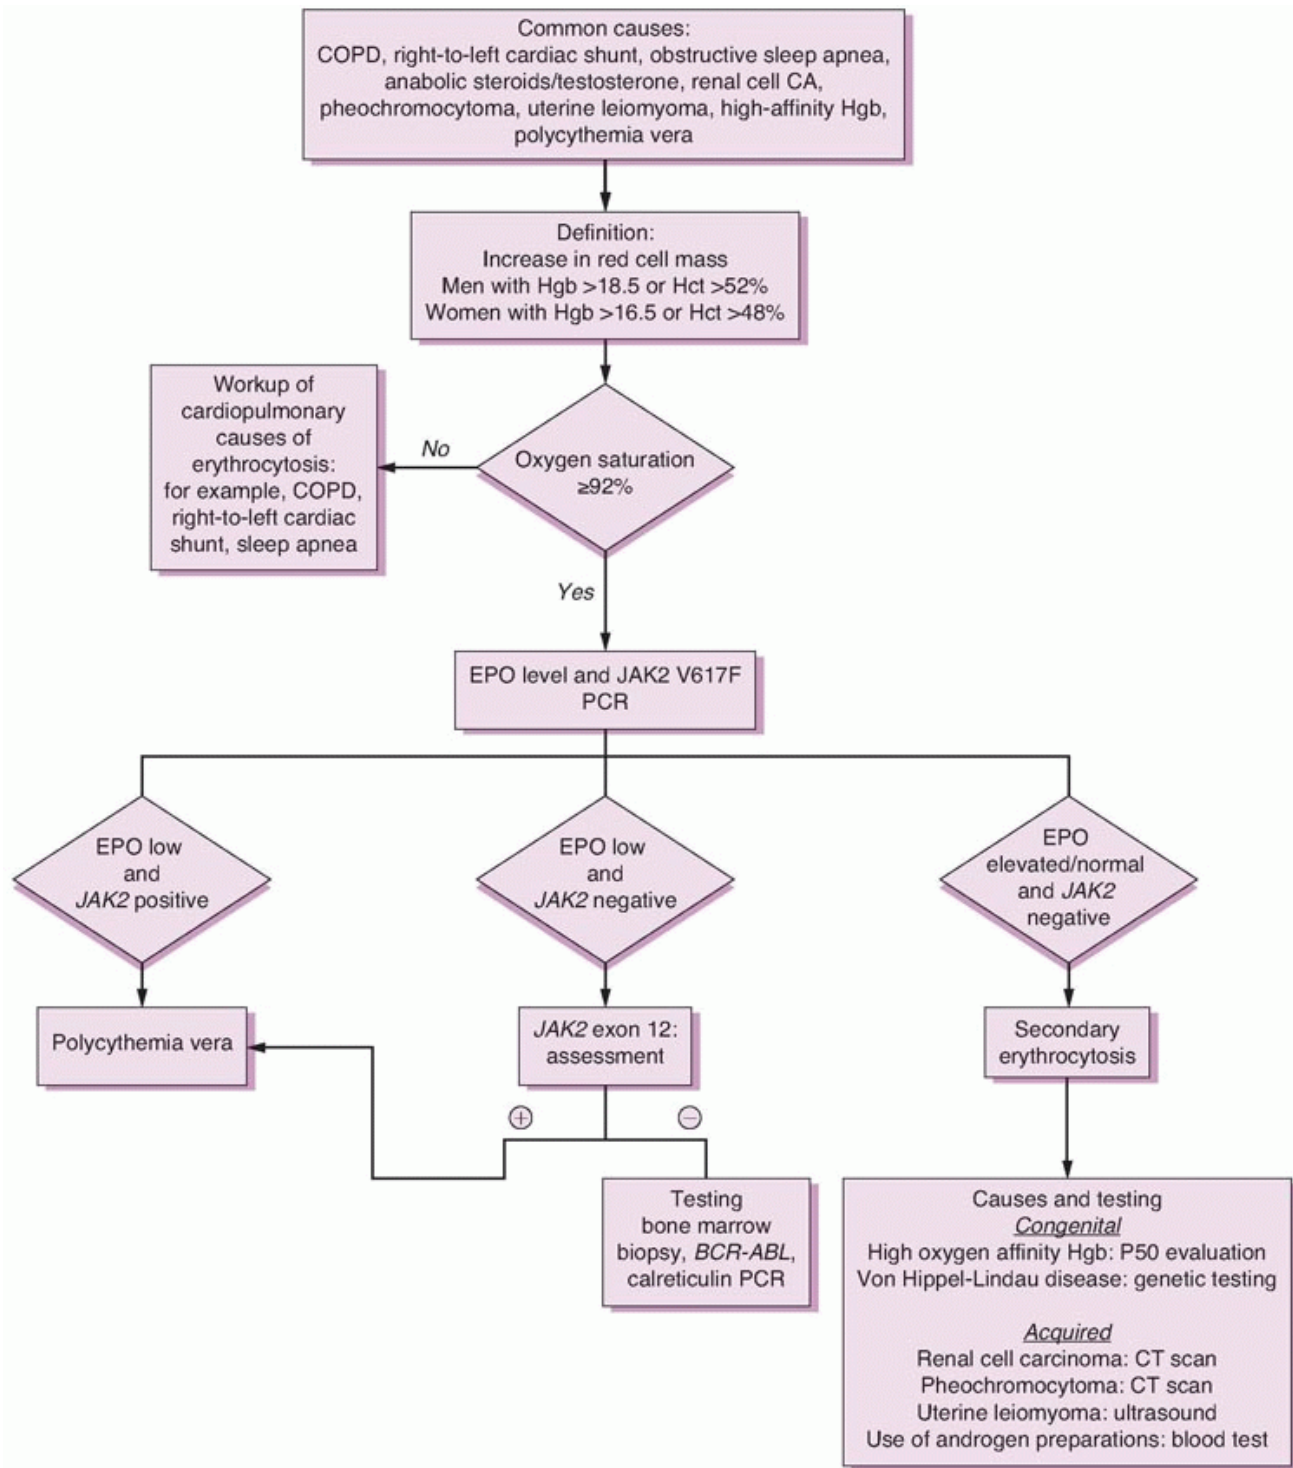 Common causes:
COPD, right-to-left cardiac shunt, obstructive sleep apnea,
anabolic steroids/testosterone, renal cell CA,
pheochromocytoma, uterine leiomyoma, high-affinity Hgb,
polycythemia vera
Definition:
Increase in red cell mass
Men with Hgb >18.5 or Hct >52%
Women with Hgb >16.5 or Hct >48%
Workup of
cardiopulmonary
causes of
erythrocytosis:
for example, COPD,
right-to-left cardiac
shunt, sleep apnea
No
Oxygen saturation
≥92%
Yes
EPO level and JAK2 V617F
PCR
EPO low
and
JAK2 positive
EPO low
and
JAK2 negative
EPO
elevated/normal
and JAK2
negative
Polycythemia vera
JAK2 exon 12:
assessment
Secondary
erythrocytosis
+
−
Testing
bone marrow
biopsy, BCR-ABL,
calreticulin PCR
Causes and testing
Congenital
High oxygen affinity Hgb: P50 evaluation
Von Hippel-Lindau disease: genetic testing
Acquired
Renal cell carcinoma: CT scan
Pheochromocytoma: CT scan
Uterine leiomyoma: ultrasound
Use of androgen preparations: blood test